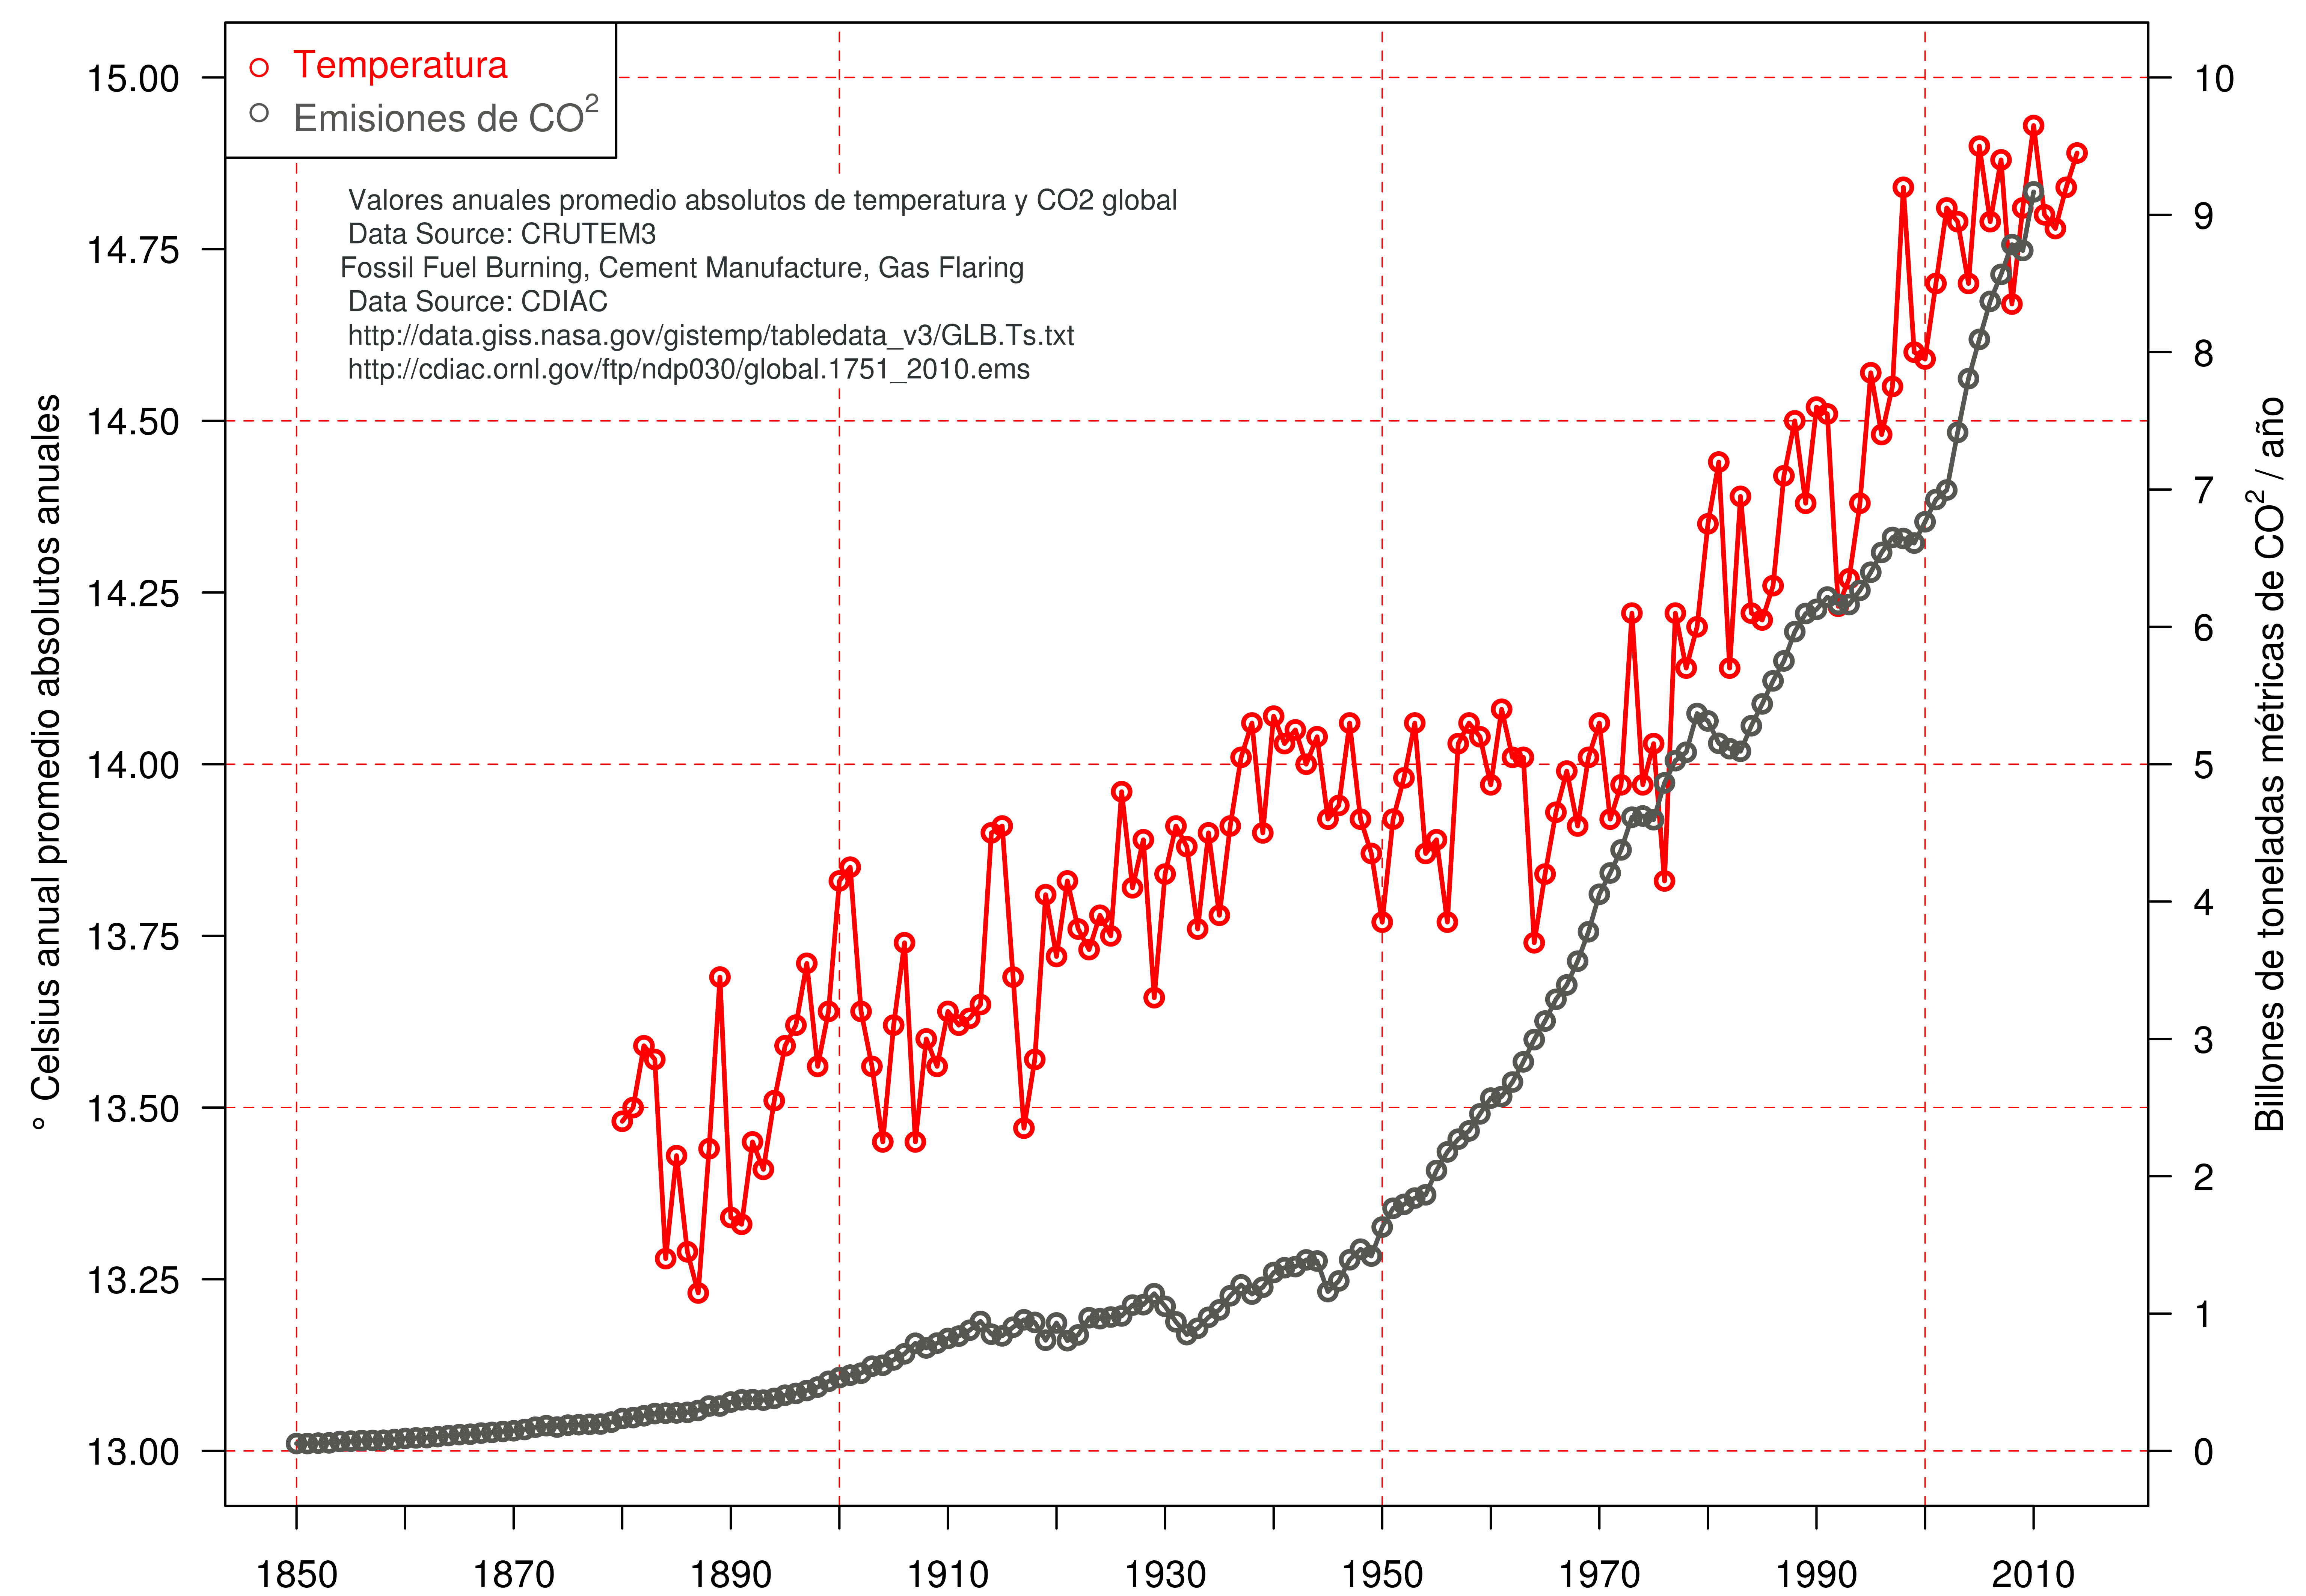 Temperatura
Emisiones de CO²
Valores anuales promedio absolutos de temperatura y CO2 global
Data Source: CRUTEM3
Fossil Fuel Burning, Cement Manufacture, Gas Flaring
Data Source: CDIAC
http://data.giss.nasa.gov/gistemp/tabledata_v3/GLB.Ts.txt
http://cdiac.ornl.gov/ftp/ndp030/global.1751_2010.ems
° Celsius anual promedio absolutos anuales
15.00
14.75
14.50
14.25
14.00
13.75
13.50
13.25
13.00
10
9
8
7
6
5
4
3
2
1
0
Billones de toneladas métricas de CO² / año
1850 1870 1890 1910 1930 1950 1970 1990 2010